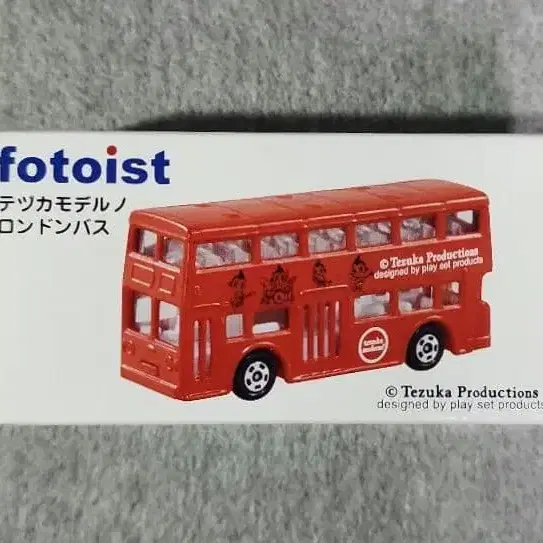 fotoist
テヅカモデルノ
ロンドンバス
© Tezuka Productions
designed by play set products
tezuka
© Tezuka Productions
designed by play set products